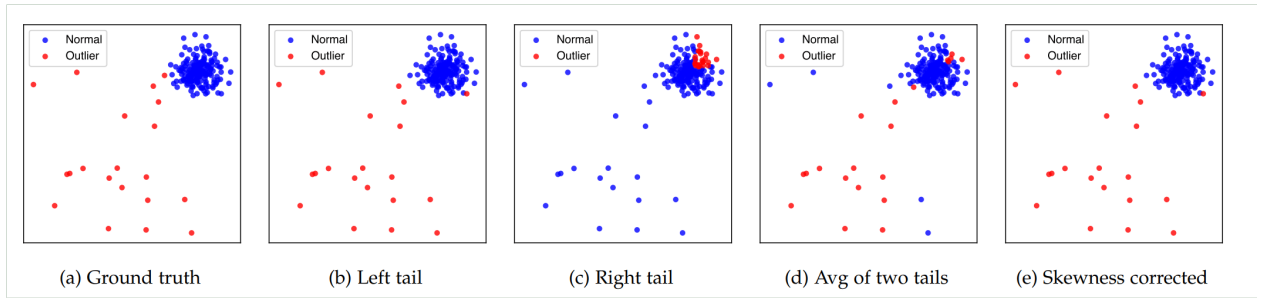 Normal
Outlier
Normal
Outlier
Normal
Outlier
Normal
Outlier
Normal
Outlier
(a) Ground truth
(b) Left tail
(c) Right tail
(d) Avg of two tails
(e) Skewness corrected